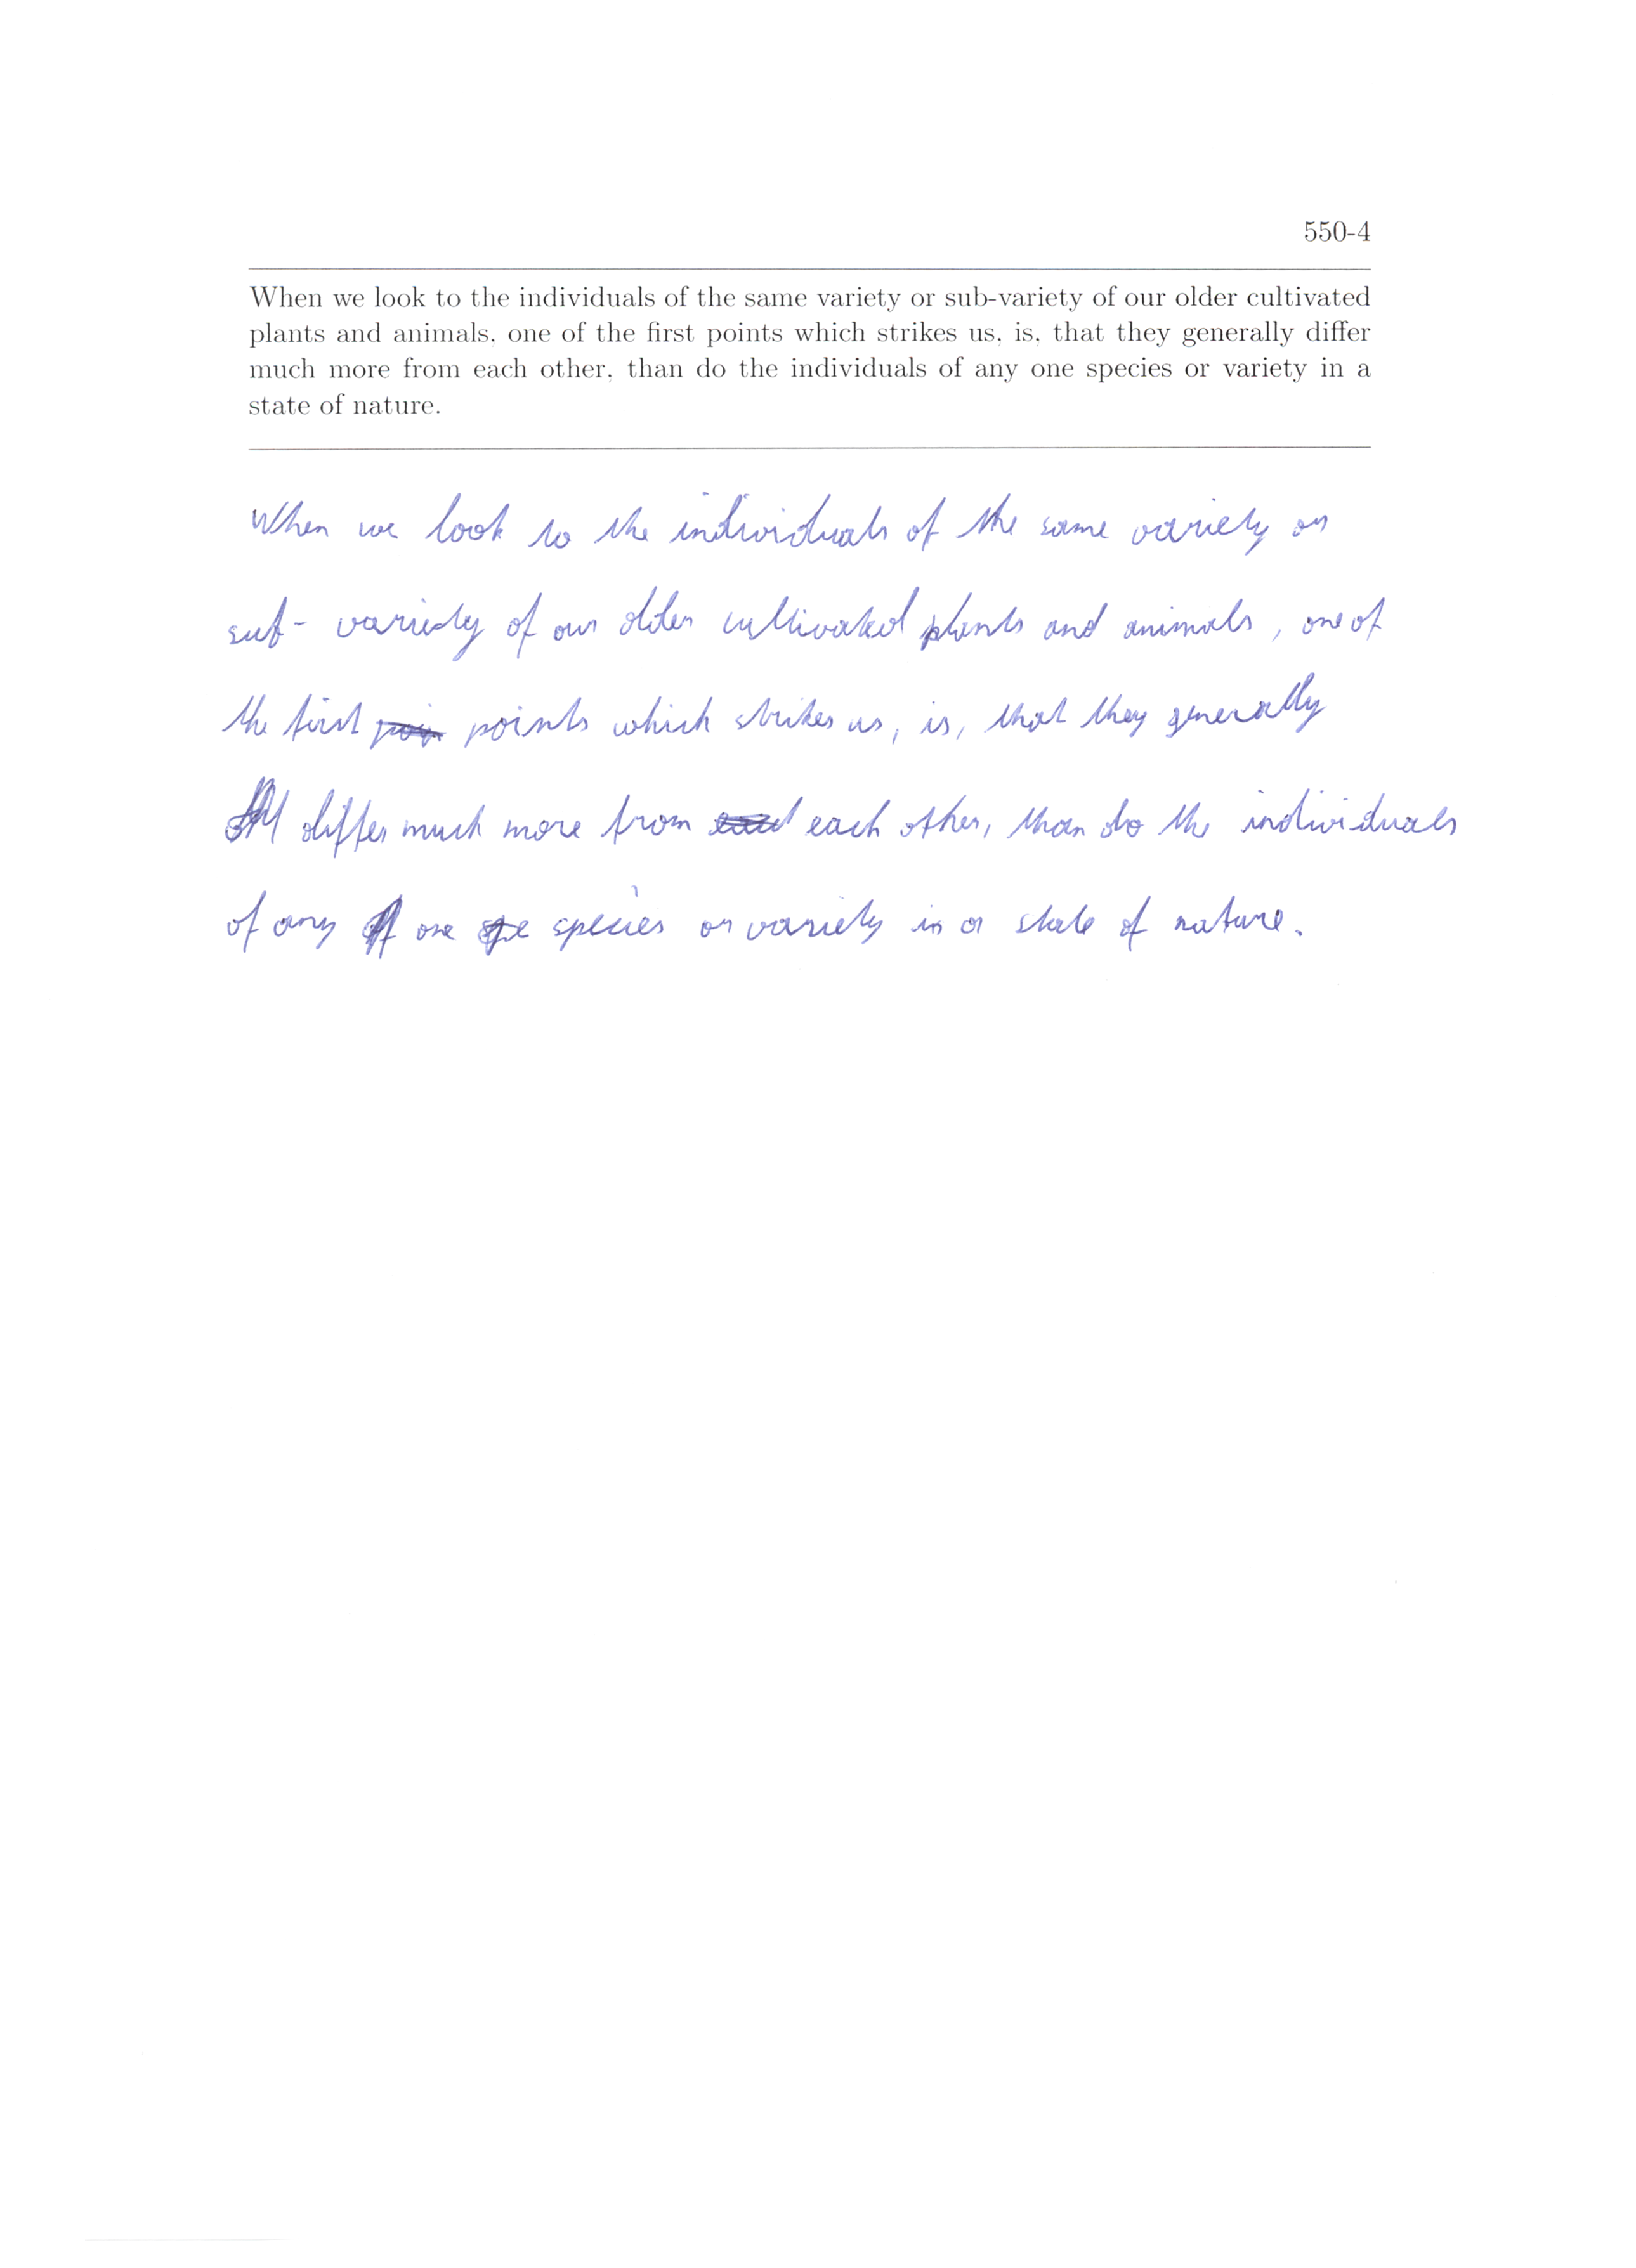 550-4
When we look to the individuals of the same variety or sub-variety of our older cultivated
plants and animals, one of the first points which strikes us, is, that they generally differ
much more from each other, than do the individuals of any one species or variety in a
state of nature.
When we look to the individuals of the same variety or
sub- variety of our older cultivated plants and animals, one of
the first points which strikes us, is, that they generally
differ much more from each other, than do the individuals
of any one species or variety in a state of nature.